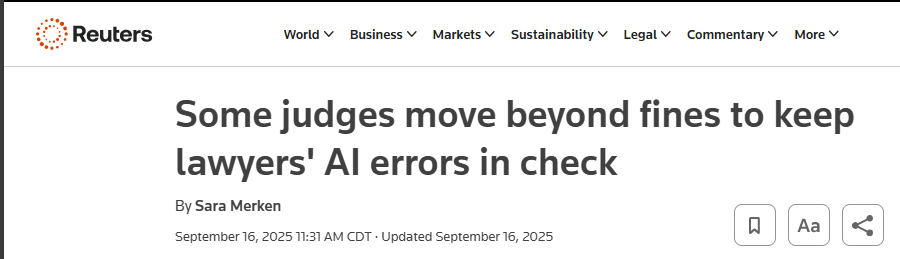 Reuters
World Business Markets Sustainability Legal Commentary More
Some judges move beyond fines to keep
lawyers' AI errors in check
By Sara Merken
September 16, 2025 11:31 AM CDT · Updated September 16, 2025
Aa